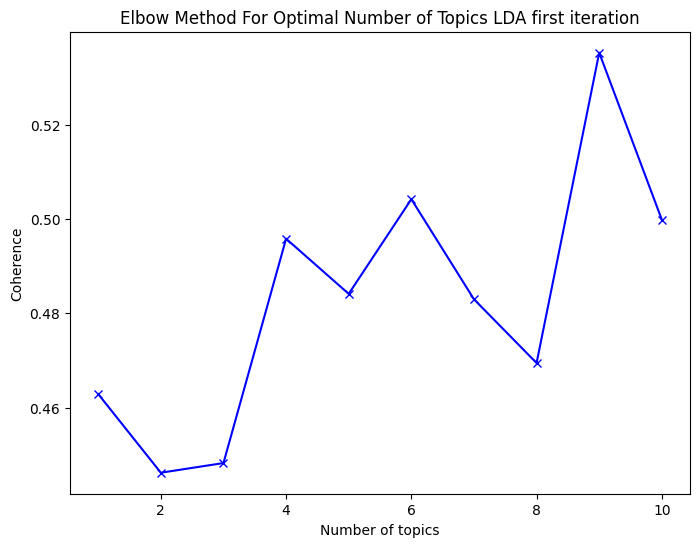 Elbow Method For Optimal Number of Topics LDA first iteration
Coherence
0.52
0.50
0.48
0.46
2 4 6 8 10
Number of topics